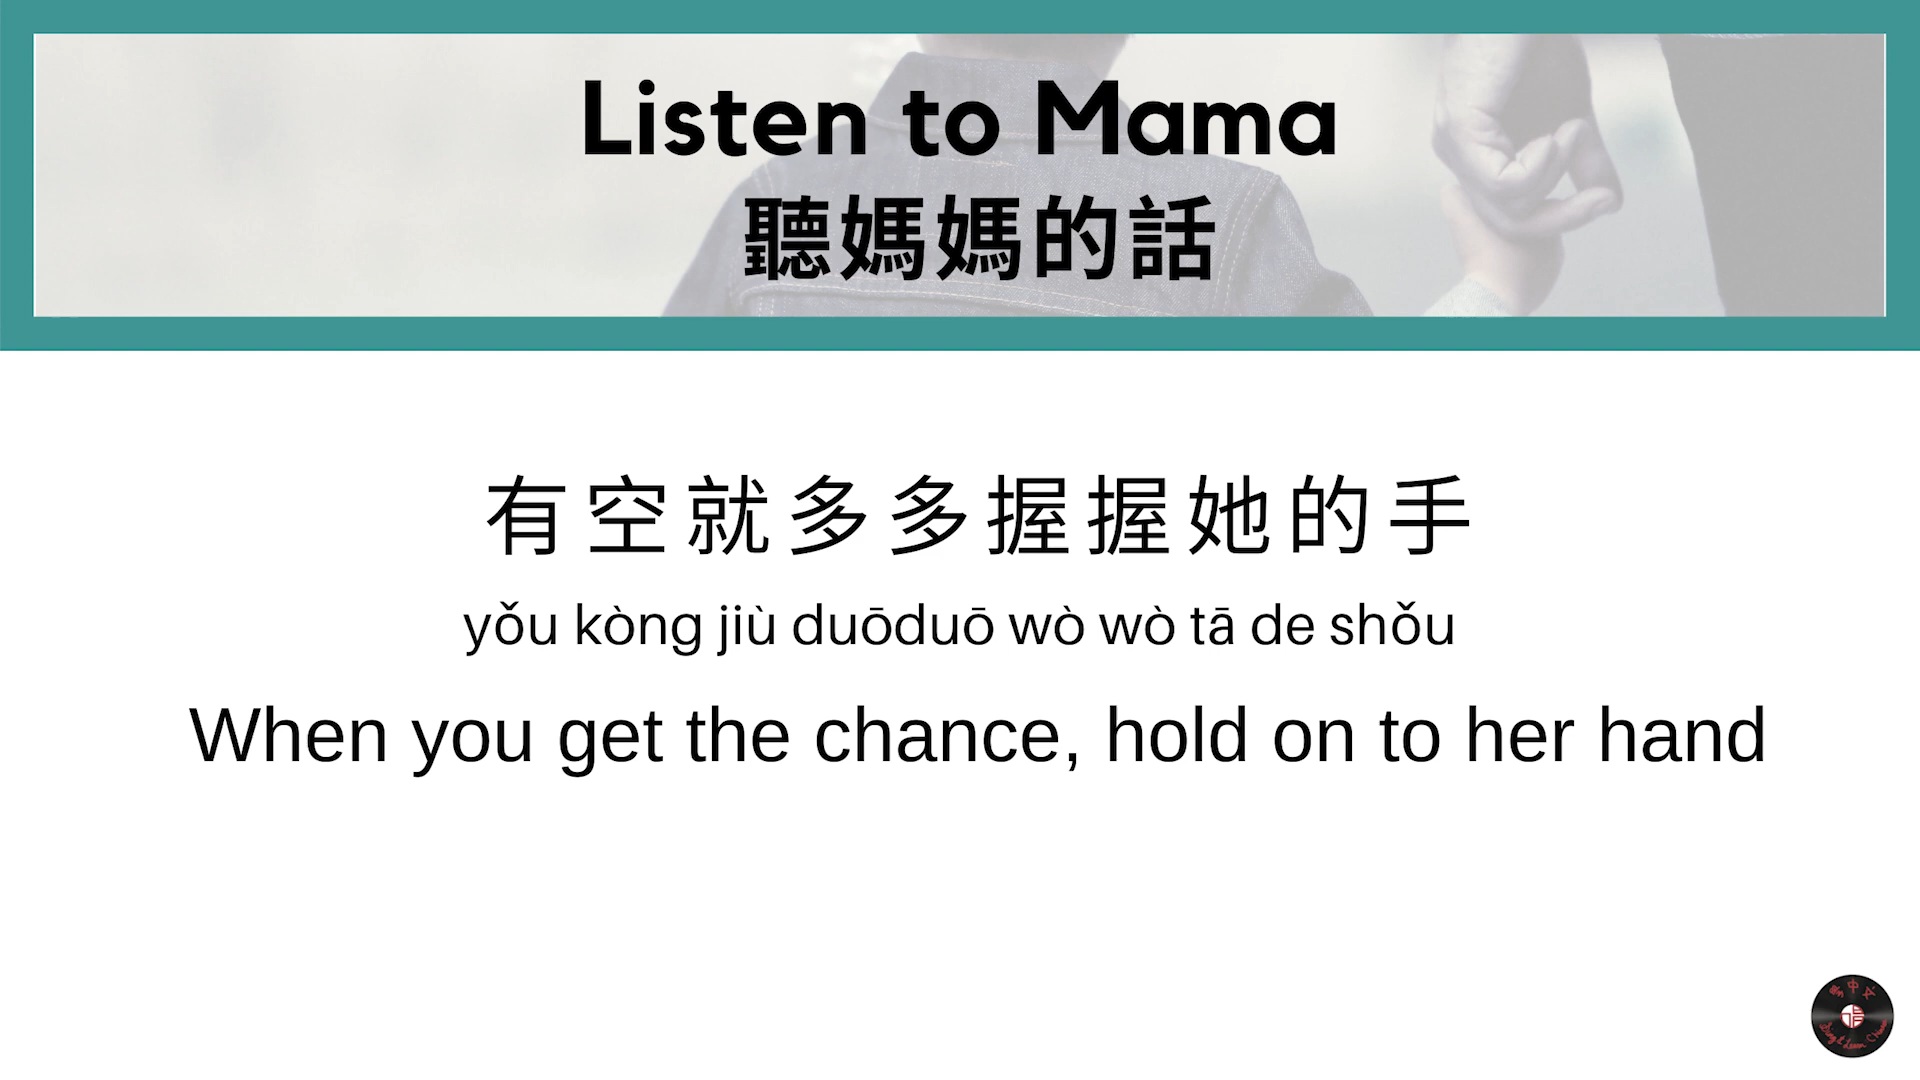 Listen to Mama
聽媽媽的話
有空就多多握握她的手
yǒu kòng jiù duōduō wò wò tā de shǒu
When you get the chance, hold on to her hand